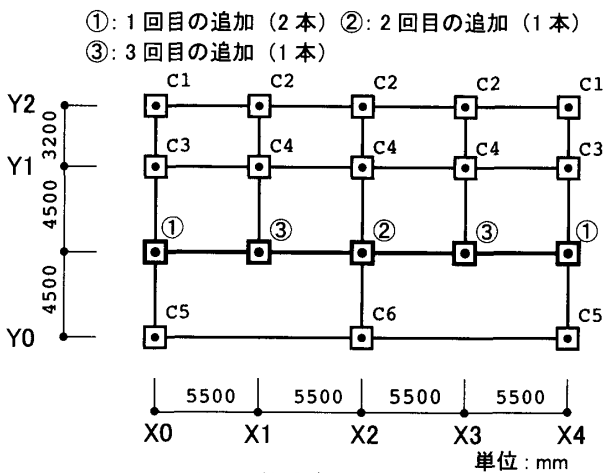 ①: 1回目の追加（2本）②: 2回目の追加（1本）
③: 3回目の追加（1本）
C1 C2 C2 C2 C1
Y2
3200
C3 C4 C4 C4 C3
Y1
4500
① ③ ② ③ ①
4500
C5 C6 C5
Y0
5500 5500 5500 5500
X0 X1 X2 X3 X4
単位: mm